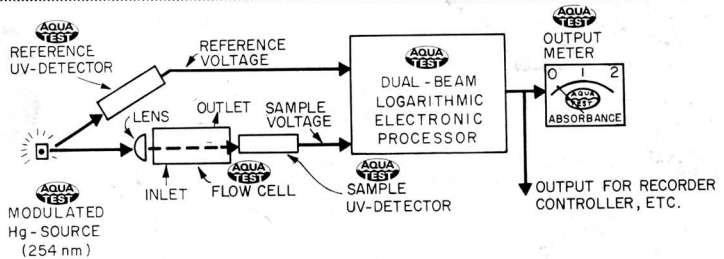 AQUA
TEST
REFERENCE
UV-DETECTOR
REFERENCE
VOLTAGE
AQUA
TEST
DUAL-BEAM
LOGARITHMIC
ELECTRONIC
PROCESSOR
AQUA
TEST
OUTPUT
METER
0 1 2
AQUA
TEST
ABSORBANCE
LENS
OUTLET
SAMPLE
VOLTAGE
INLET
AQUA
TEST
FLOW CELL
AQUA
TEST
SAMPLE
UV-DETECTOR
AQUA
TEST
MODULATED
Hg-SOURCE
(254 nm)
OUTPUT FOR RECORDER
CONTROLLER, ETC.